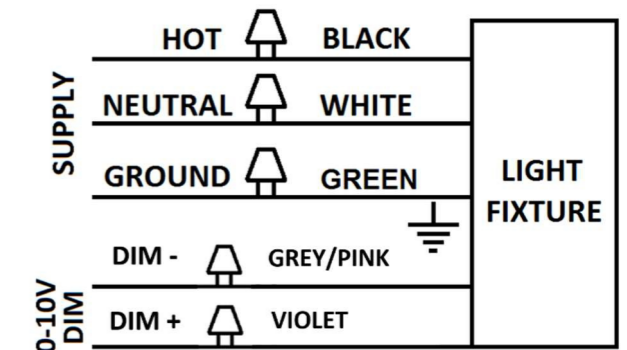 SUPPLY
HOT BLACK
NEUTRAL WHITE
GROUND GREEN
0-10V
DIM
DIM - GREY/PINK
DIM + VIOLET
LIGHT
FIXTURE